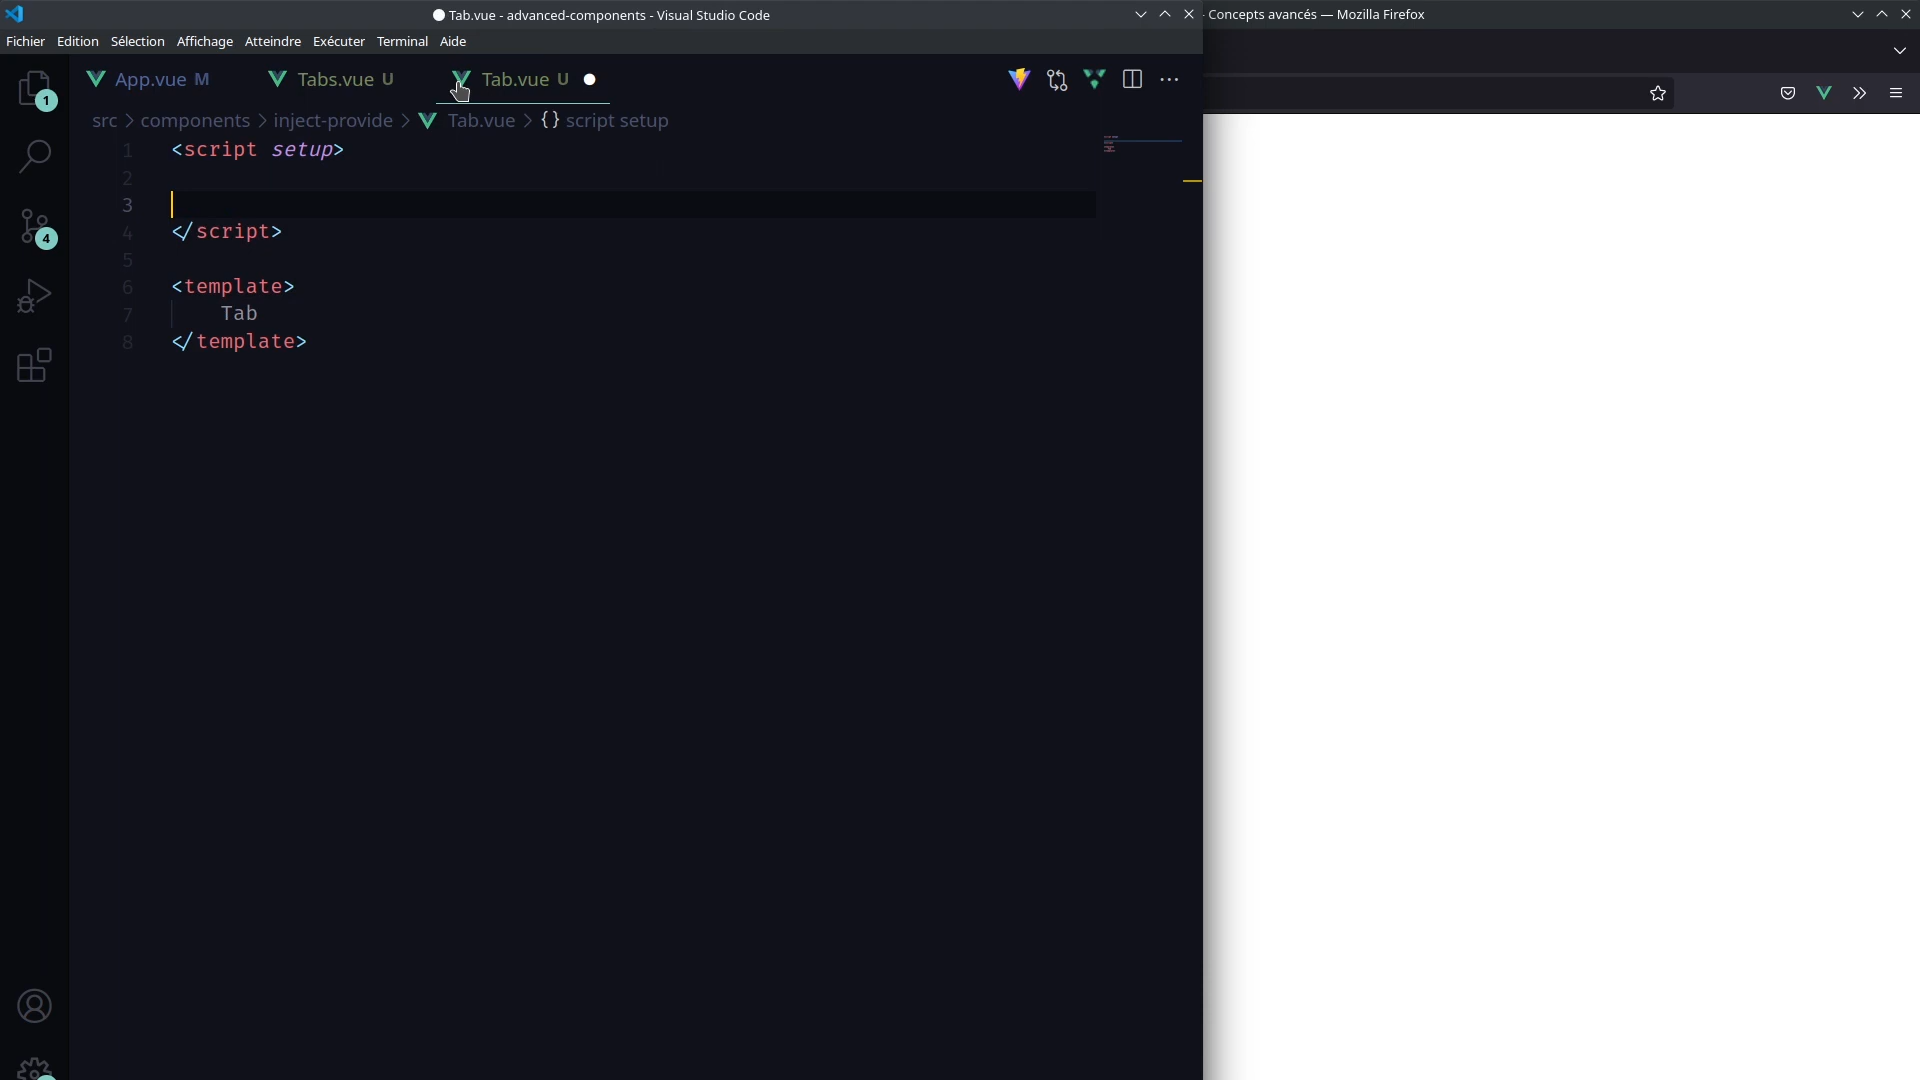 Tab.vue - advanced-components - Visual Studio Code
Concepts avancés — Mozilla Firefox
Fichier Edition Sélection Affichage Atteindre Exécuter Terminal Aide
App.vue M Tabs.vue U Tab.vue U
1
src > components > inject-provide > Tab.vue > {} script setup
1 <script setup>
2
3
4 </script>
4
5
6 <template>
7 Tab
8 </template>